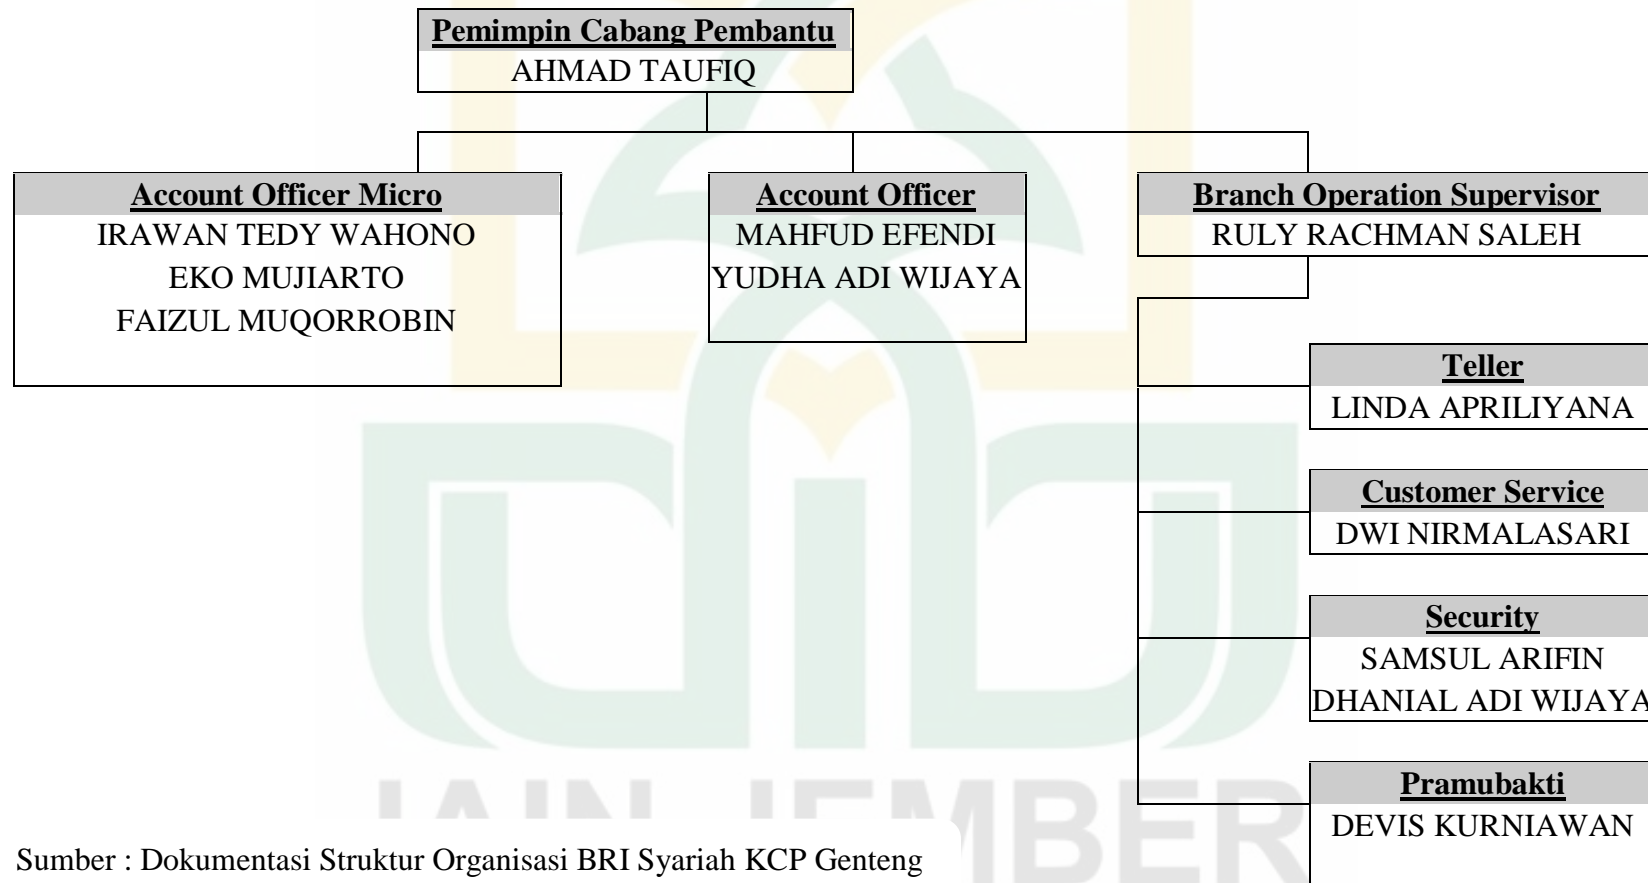 Pemimpin Cabang Pembantu
AHMAD TAUFIQ
Account Officer Micro
IRAWAN TEDY WAHONO
EKO MUJIARTO
FAIZUL MUQORROBIN
Account Officer
MAHFUD EFENDI
YUDHA ADI WIJAYA
Branch Operation Supervisor
RULY RACHMAN SALEH
Teller
LINDA APRILIYANA
Customer Service
DWI NIRMALASARI
Security
SAMSUL ARIFIN
DHANIAL ADI WIJAYA
Pramubakti
DEVIS KURNIAWAN
IAIN JEMBER
Sumber : Dokumentasi Struktur Organisasi BRI Syariah KCP Genteng